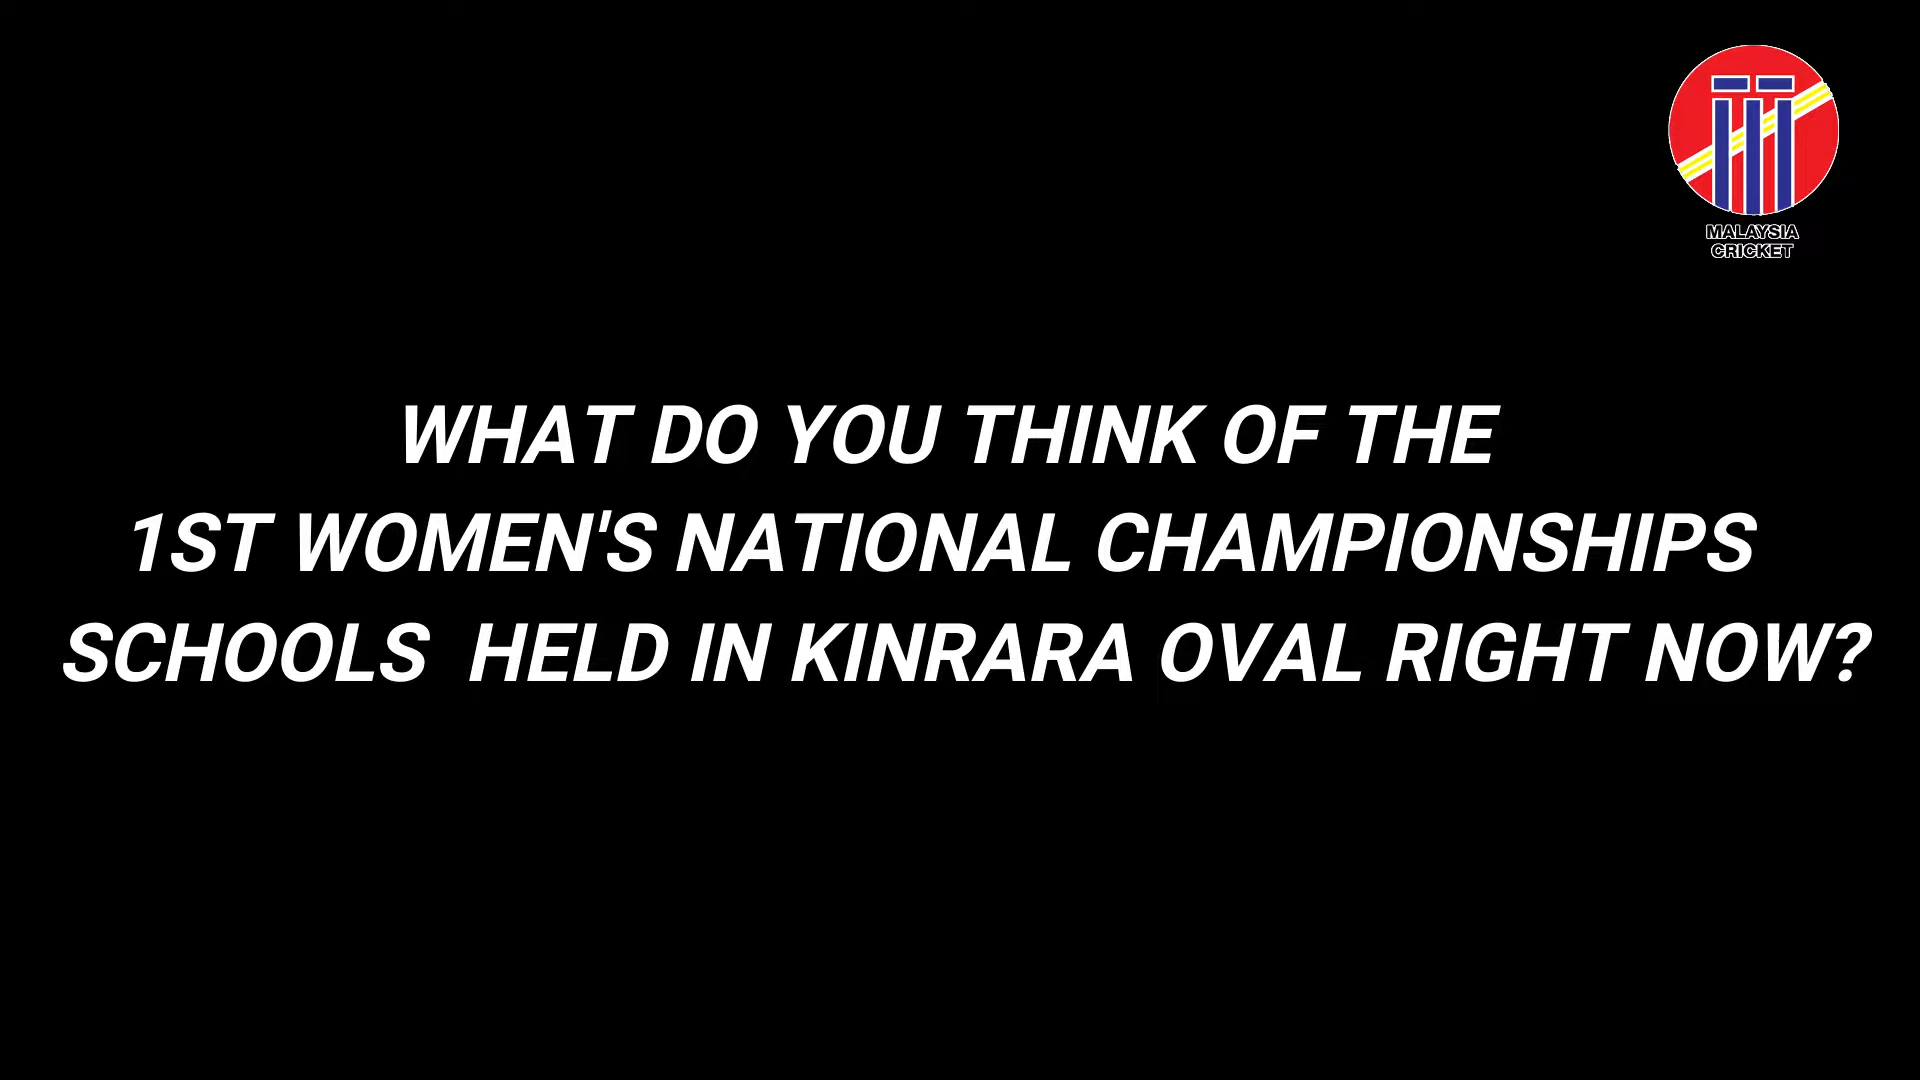 MALAYSIA
CRICKET
WHAT DO YOU THINK OF THE
1ST WOMEN'S NATIONAL CHAMPIONSHIPS
SCHOOLS  HELD IN KINRARA OVAL RIGHT NOW?